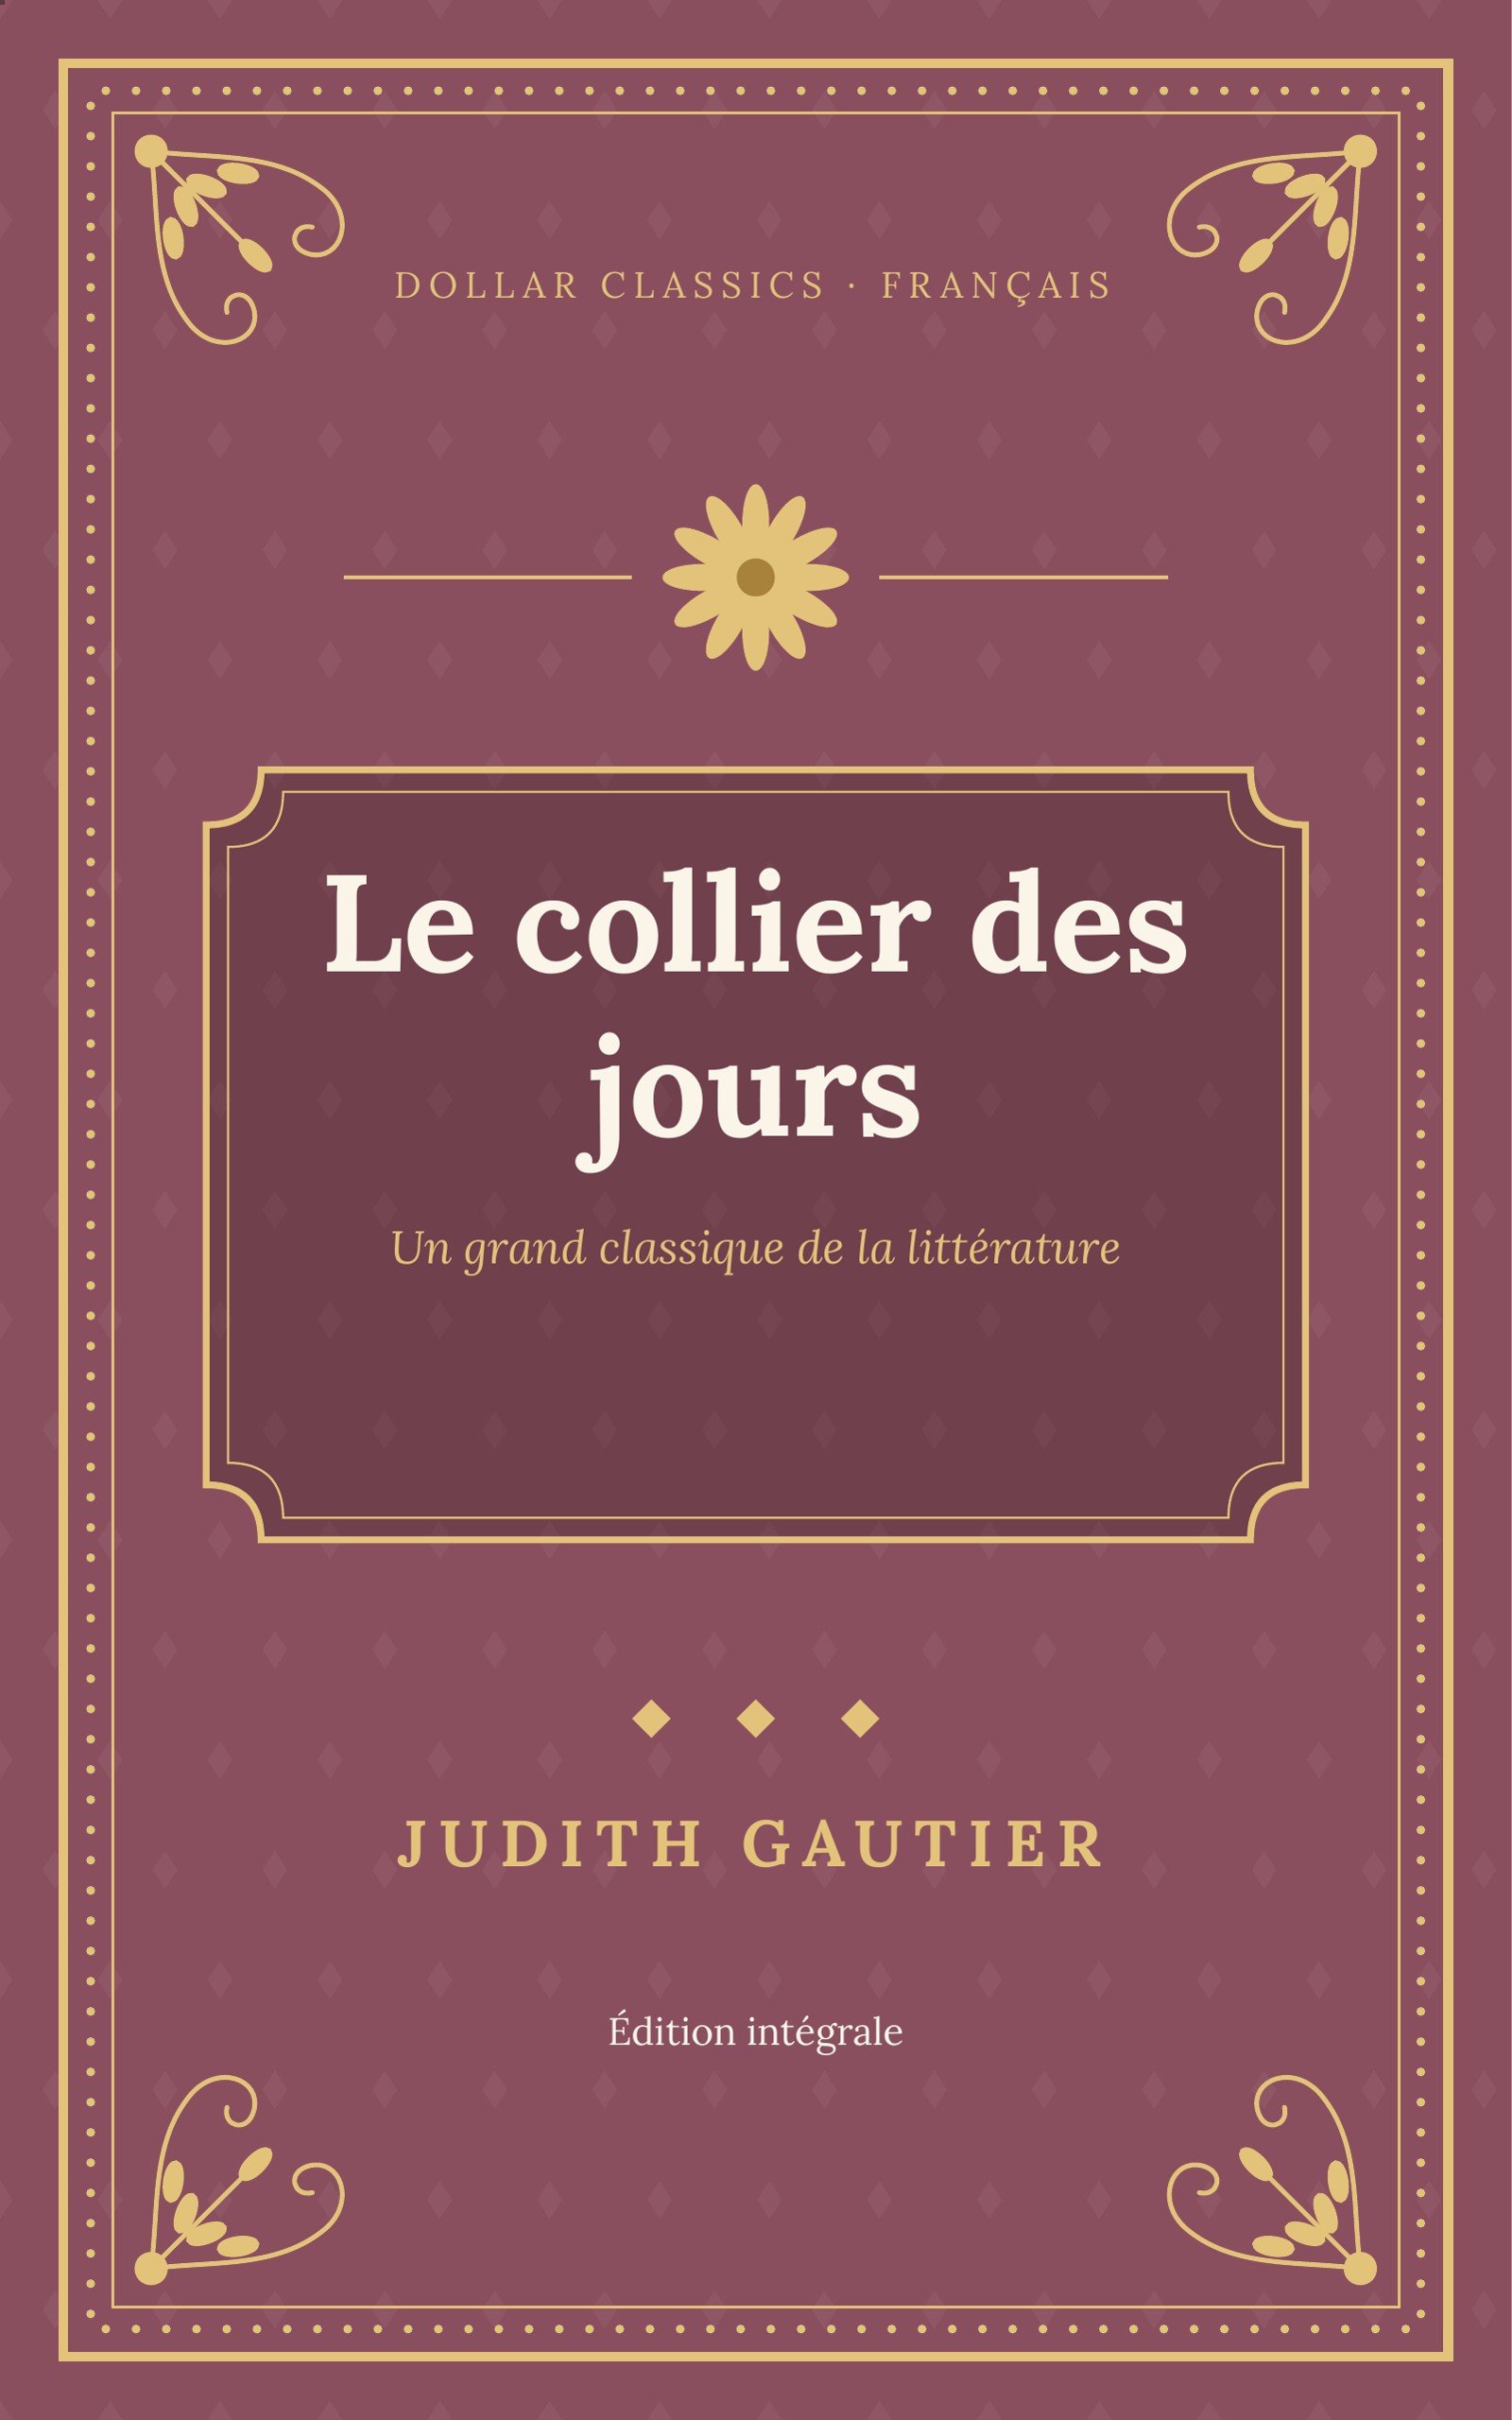 DOLLAR CLASSICS · FRANÇAIS
Le collier des
jours
Un grand classique de la littérature
JUDITH GAUTIER
Édition intégrale